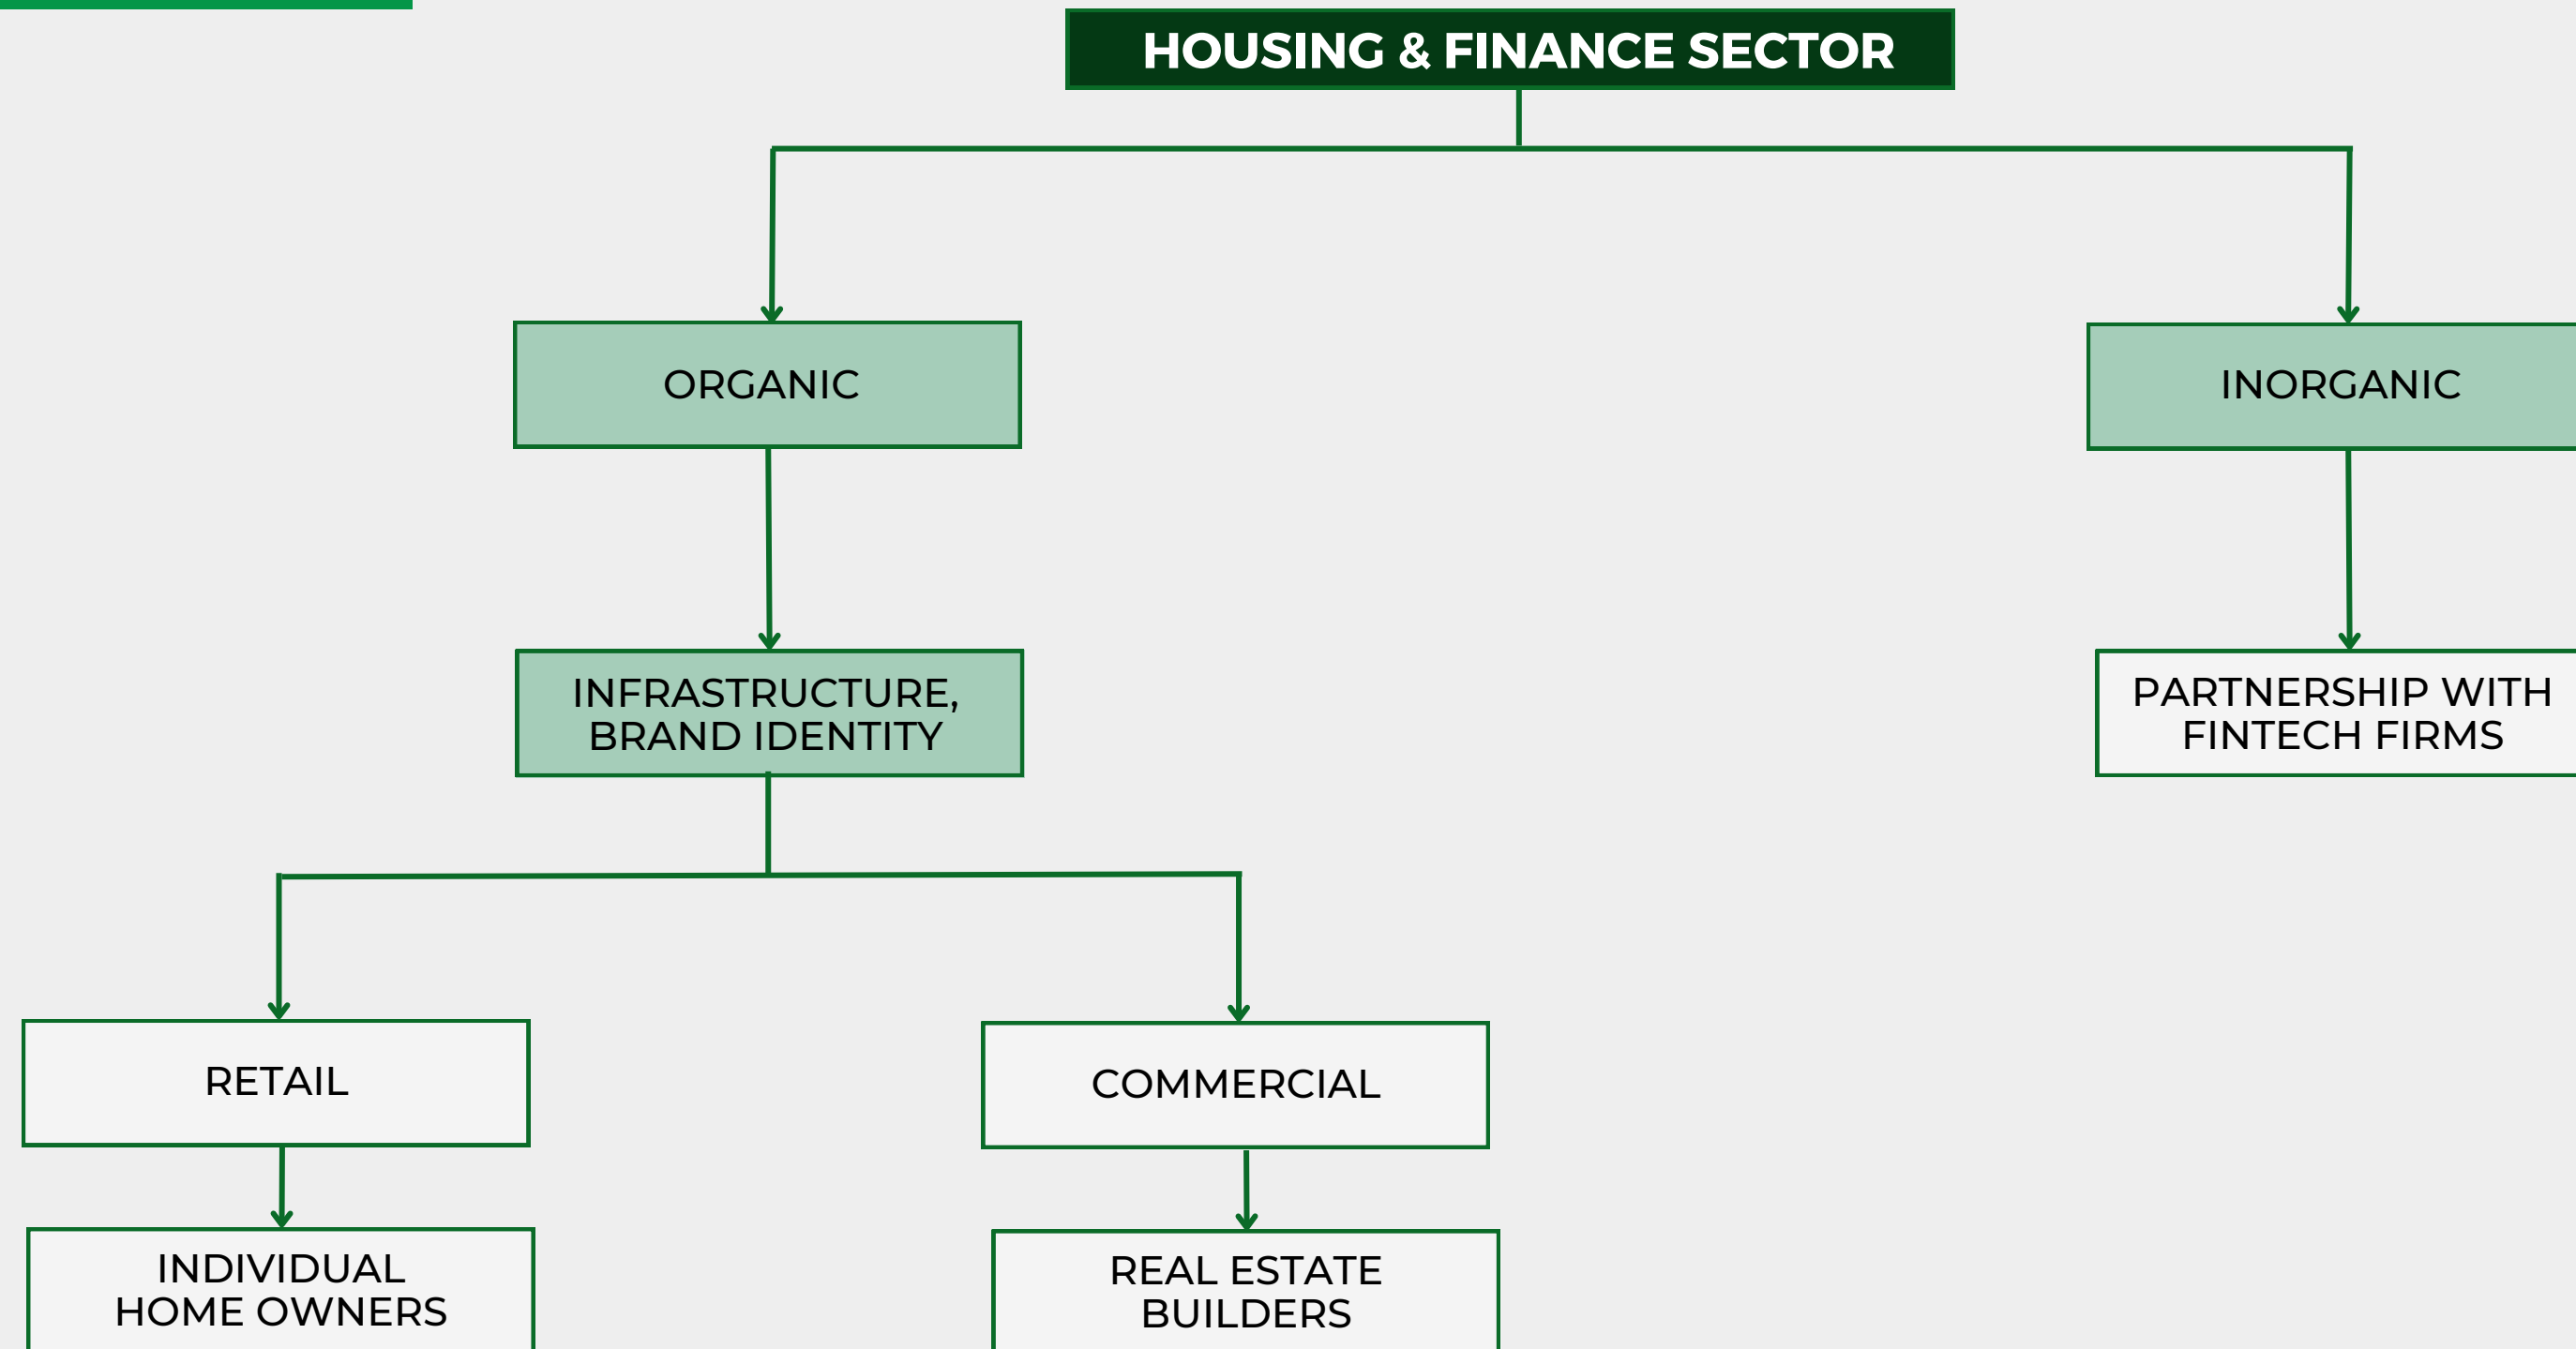 HOUSING & FINANCE SECTOR
ORGANIC
INORGANIC
INFRASTRUCTURE,
BRAND IDENTITY
PARTNERSHIP WITH
FINTECH FIRMS
RETAIL
COMMERCIAL
INDIVIDUAL
HOME OWNERS
REAL ESTATE
BUILDERS